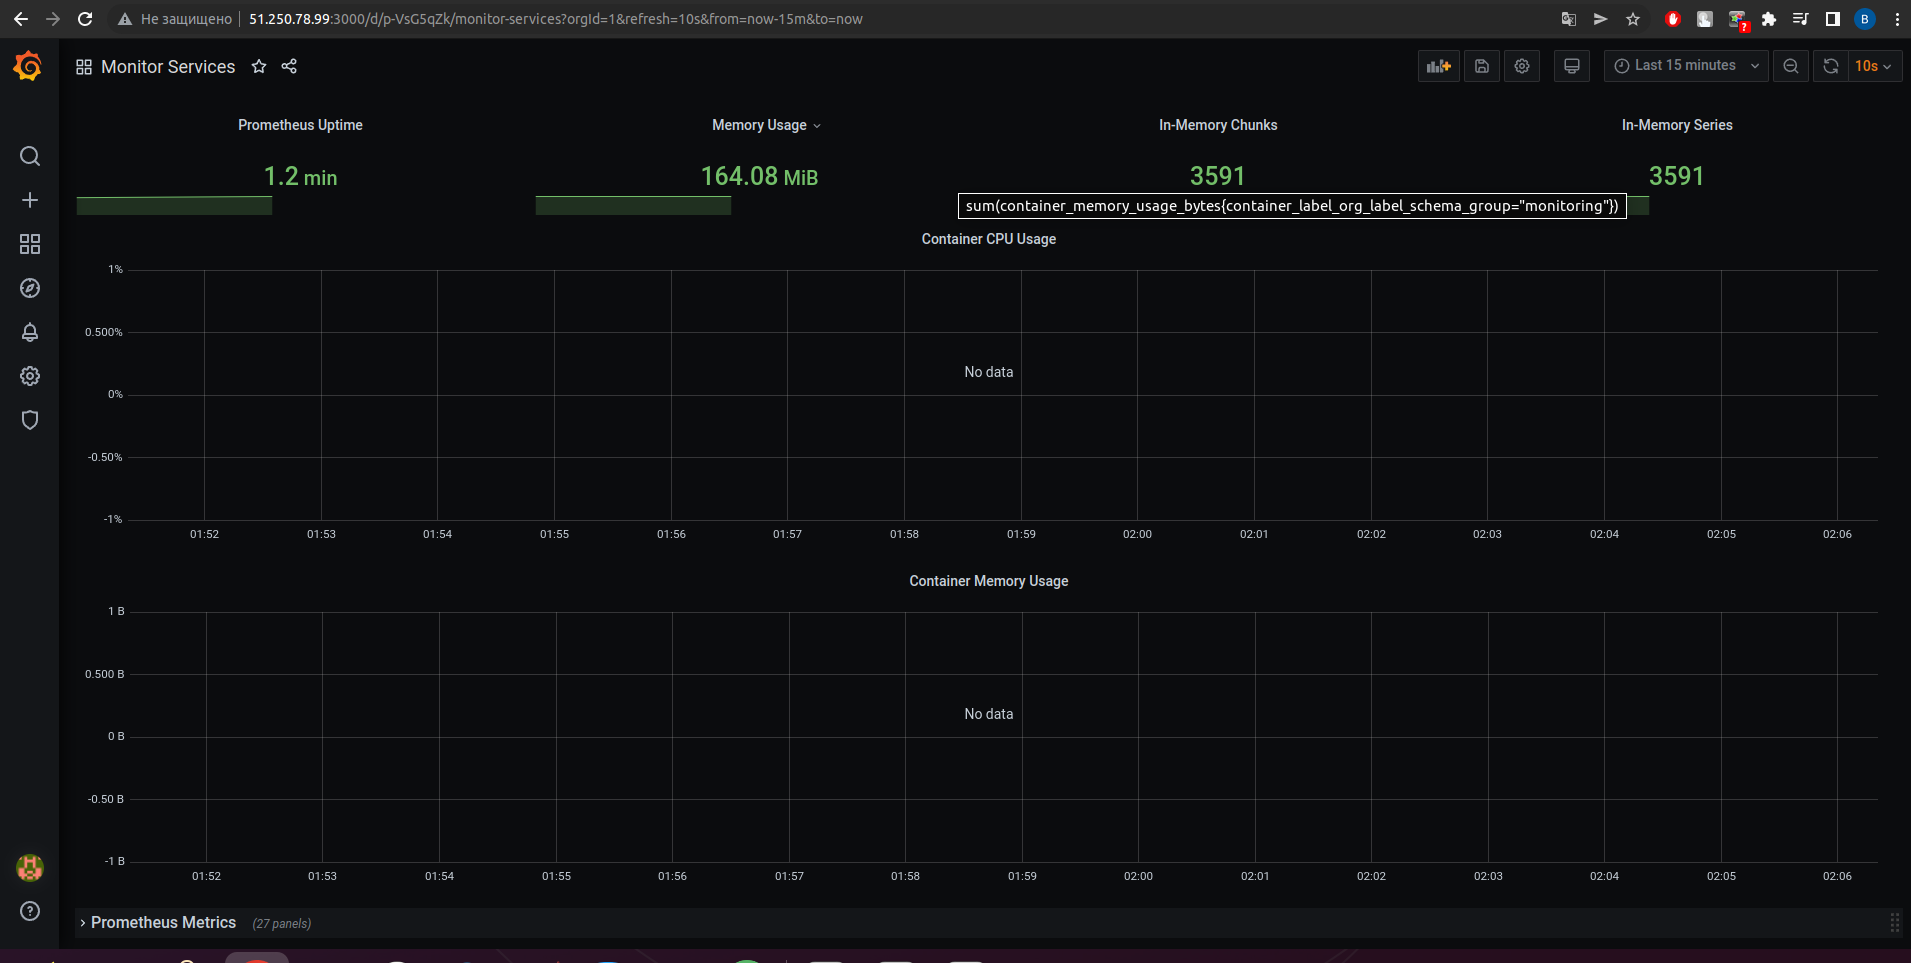 Не защищено 51.250.78.99:3000/d/p-VsG5qZk/monitor-services?orgId=1&refresh=10s&from=now-15m&to=now
?
B
Monitor Services
Last 15 minutes
10s
Prometheus Uptime
Memory Usage
In-Memory Chunks
In-Memory Series
1.2 min
164.08 MiB
3591
3591
sum(container_memory_usage_bytes{container_label_org_label_schema_group="monitoring"})
Container CPU Usage
1%
0.500%
0%
-0.50%
-1%
No data
01:52 01:53 01:54 01:55 01:56 01:57 01:58 01:59 02:00 02:01 02:02 02:03 02:04 02:05 02:06
Container Memory Usage
1 B
0.500 B
0 B
-0.50 B
-1 B
No data
01:52 01:53 01:54 01:55 01:56 01:57 01:58 01:59 02:00 02:01 02:02 02:03 02:04 02:05 02:06
Prometheus Metrics (27 panels)